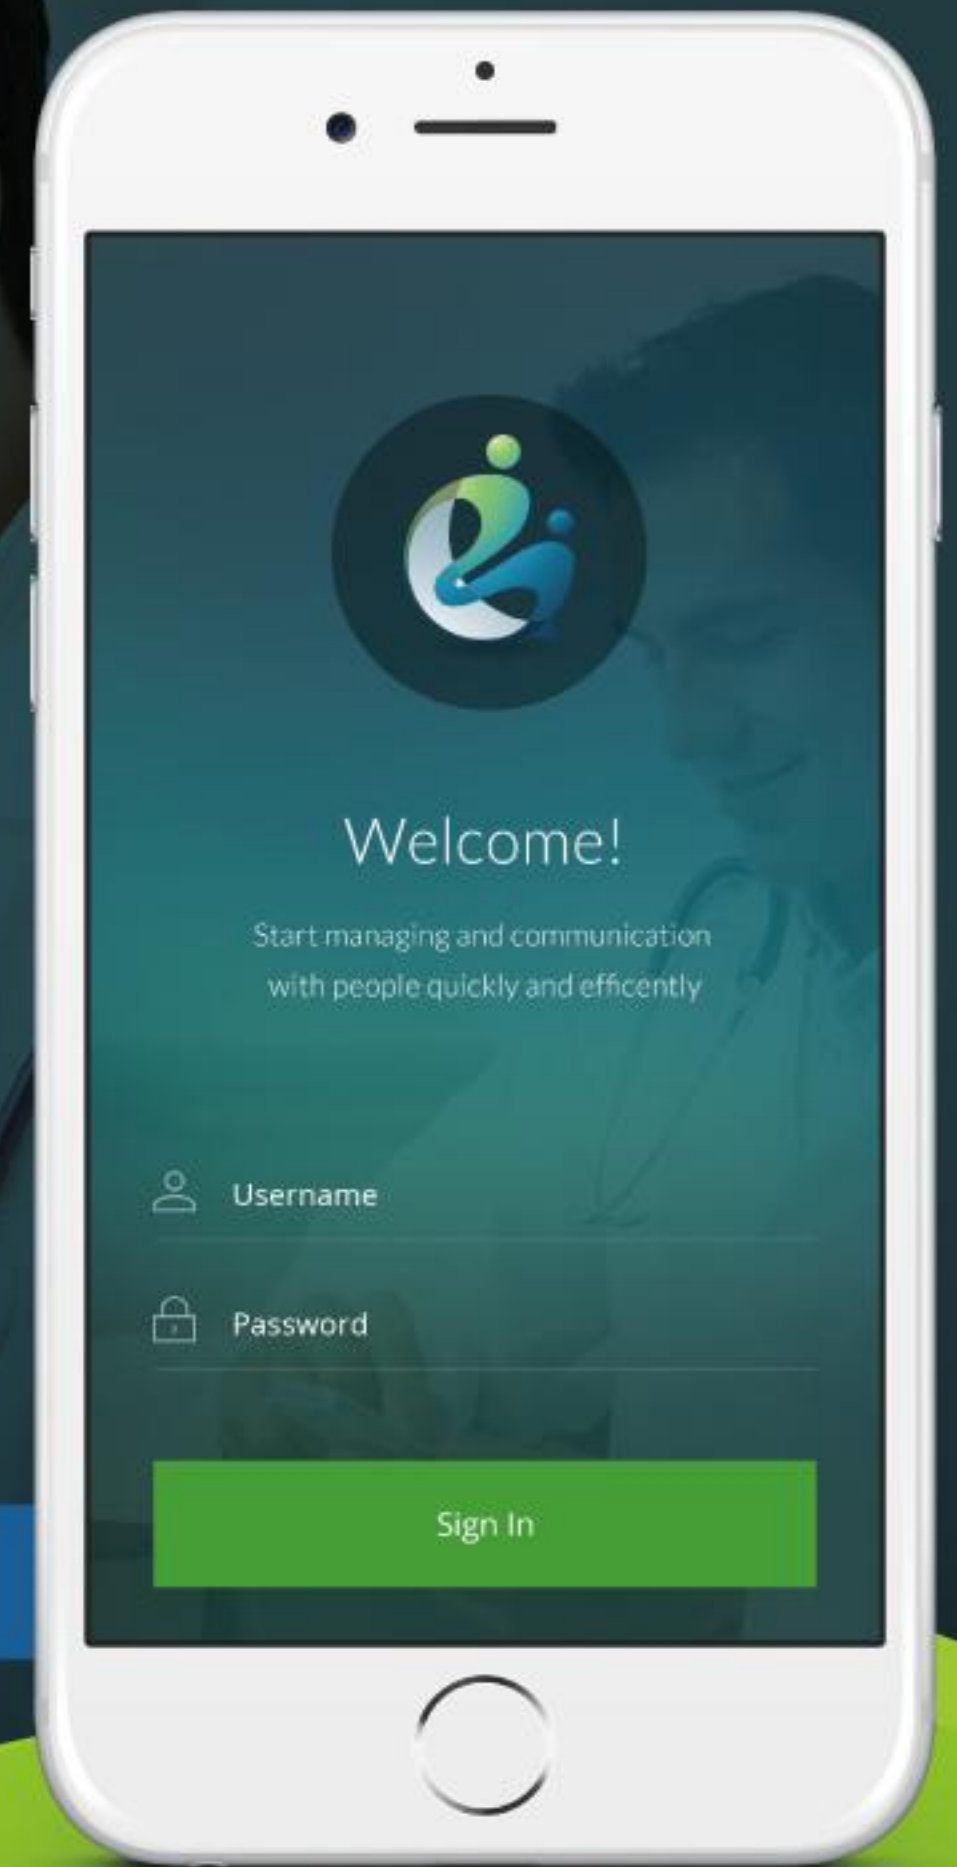 Welcome!
Start managing and communication
with people quickly and efficently
Username
Password
Sign In